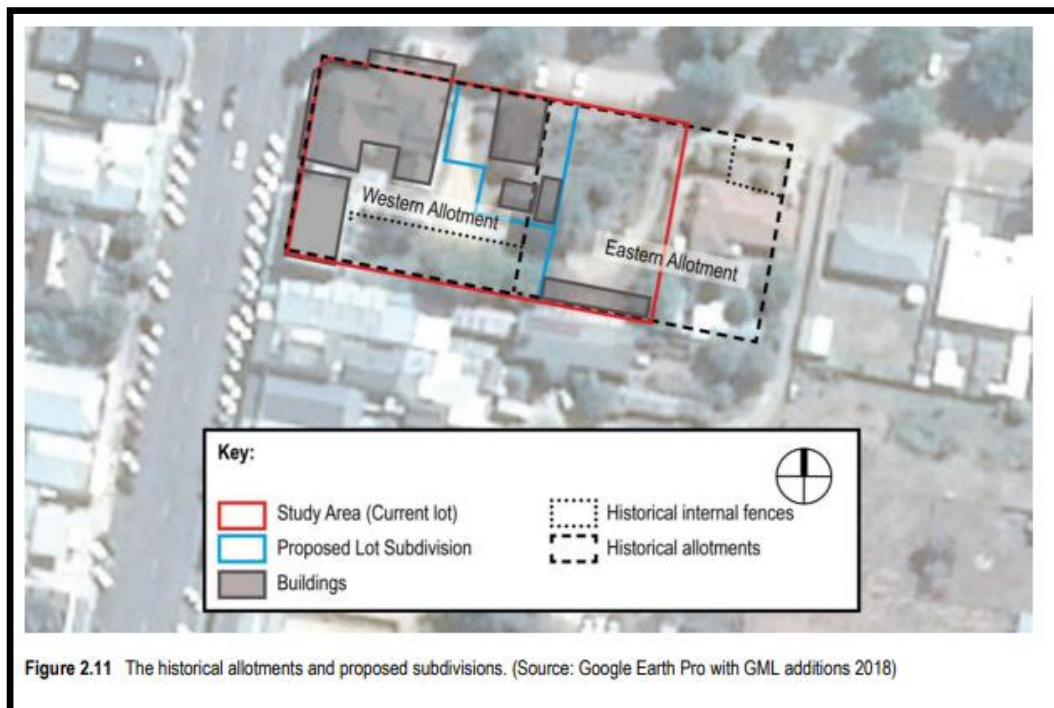 Western Allotment
Eastern Allotment
Key:
Study Area (Current lot)
Proposed Lot Subdivision
Buildings
Historical internal fences
Historical allotments
Figure 2.11 The historical allotments and proposed subdivisions. (Source: Google Earth Pro with GML additions 2018)